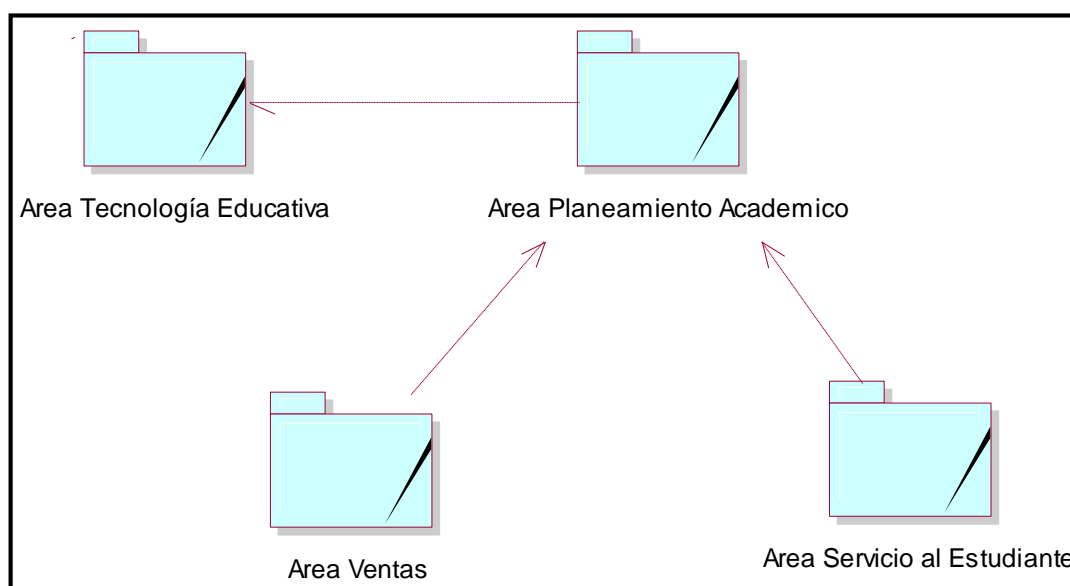 Area Tecnología Educativa
Area Planeamiento Academico
Area Ventas
Area Servicio al Estudiante